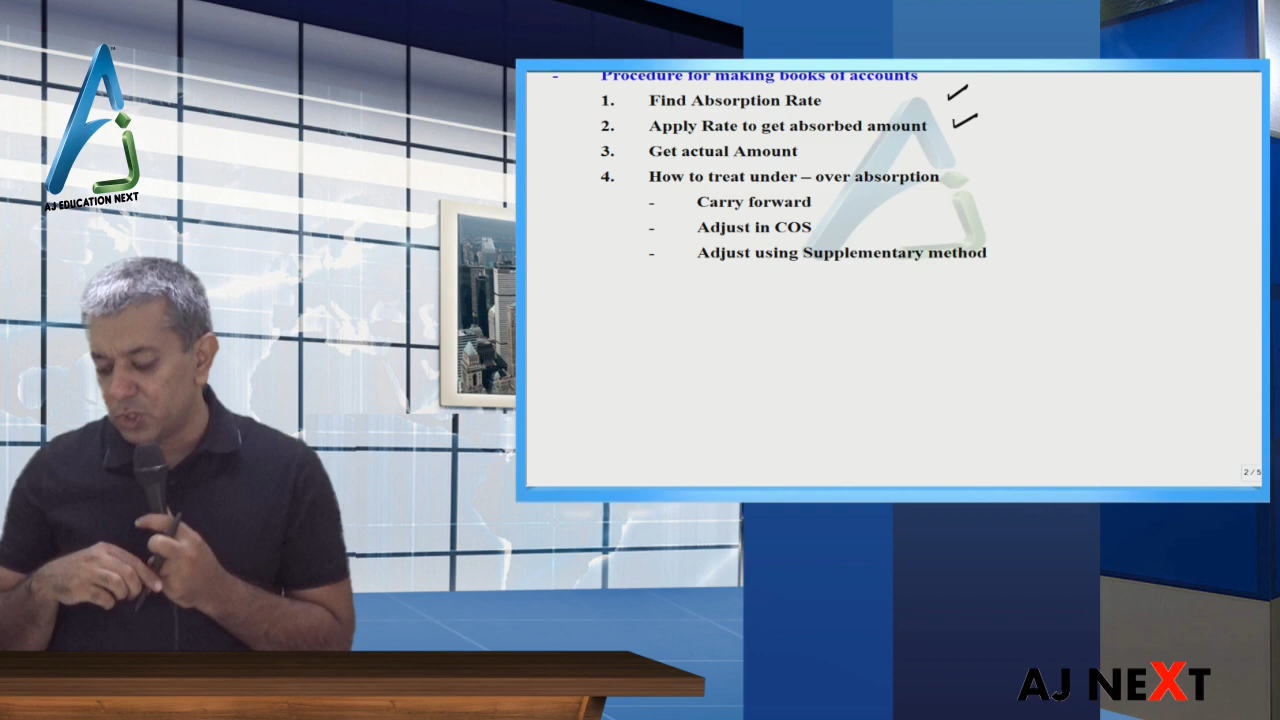 AJ EDUCATION NEXT
- Procedure for making books of accounts
1. Find Absorption Rate
2. Apply Rate to get absorbed amount
3. Get actual Amount
4. How to treat under – over absorption
- Carry forward
- Adjust in COS
- Adjust using Supplementary method
2 / 5
AJ NEXT